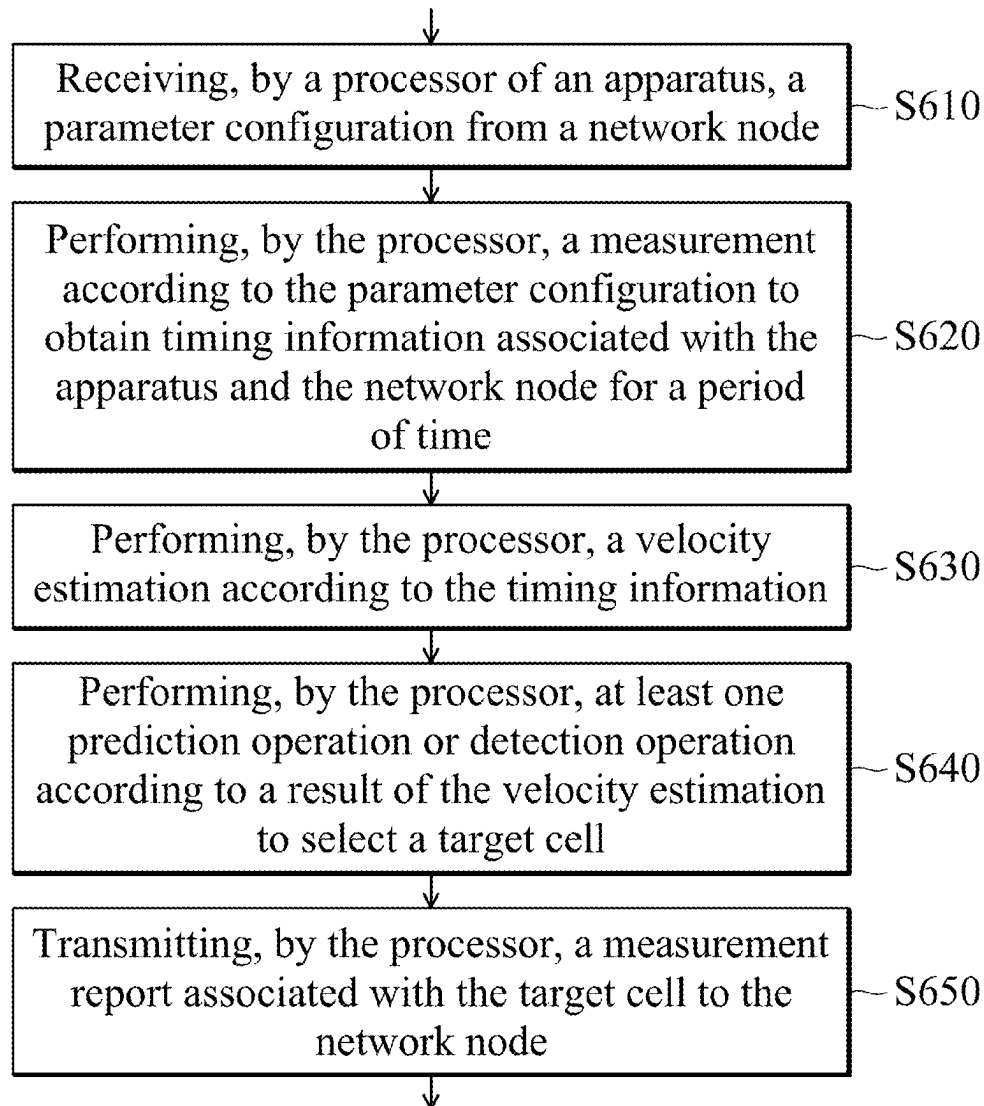 Receiving, by a processor of an apparatus, a
parameter configuration from a network node
S610
Performing, by the processor, a measurement
according to the parameter configuration to
obtain timing information associated with the
apparatus and the network node for a period
of time
S620
Performing, by the processor, a velocity
estimation according to the timing information
S630
Performing, by the processor, at least one
prediction operation or detection operation
according to a result of the velocity estimation
to select a target cell
S640
Transmitting, by the processor, a measurement
report associated with the target cell to the
network node
S650